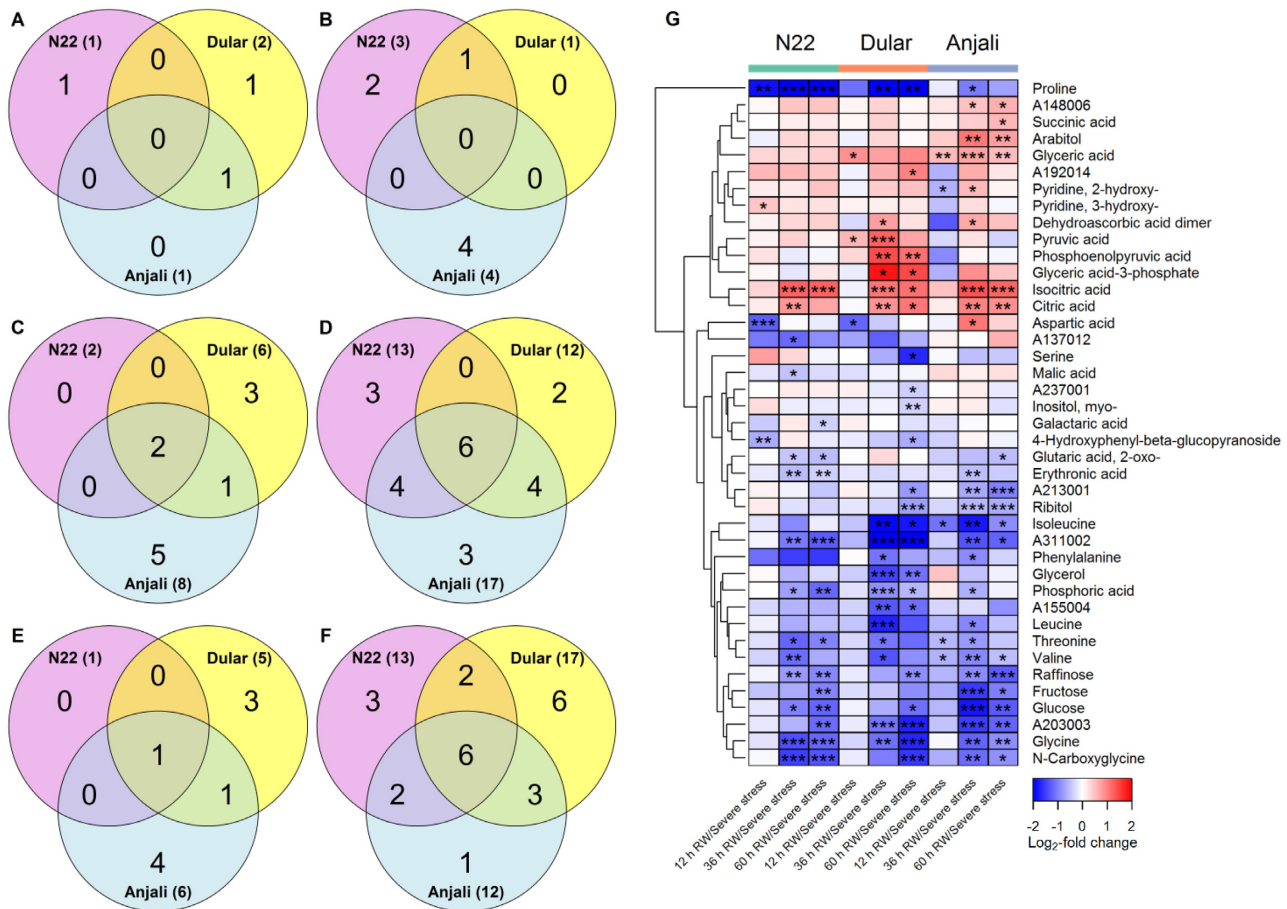 A
N22 (1)
Dular (2)
0
1
1
0
0
1
0
Anjali (1)
B
N22 (3)
Dular (1)
1
2
0
0
0
0
4
Anjali (4)
C
N22 (2)
Dular (6)
0
0
3
2
0
1
5
Anjali (8)
D
N22 (13)
Dular (12)
0
3
2
6
4
4
3
Anjali (17)
E
N22 (1)
Dular (5)
0
0
3
1
0
1
4
Anjali (6)
F
N22 (13)
Dular (17)
2
3
6
6
2
3
1
Anjali (12)
G
N22 Dular Anjali
** *** *** ** ** * Proline
* * A148006
* Succinic acid
** ** Arabitol
* ** *** ** Glyceric acid
* A192014
* * Pyridine, 2-hydroxy-
* Pyridine, 3-hydroxy-
* * Dehydroascorbic acid dimer
* *** Pyruvic acid
** ** Phosphoenolpyruvic acid
* * Glyceric acid-3-phosphate
*** *** *** * *** *** Isocitric acid
** ** * ** ** Citric acid
*** * * Aspartic acid
* A137012
* Serine
* Malic acid
* A237001
** Inositol, myo-
* Galactaric acid
** * 4-Hydroxyphenyl-beta-glucopyranoside
* * * Glutaric acid, 2-oxo-
** ** ** Erythronic acid
* ** *** A213001
*** *** *** Ribitol
** * * ** * Isoleucine
** *** *** *** ** * A311002
* * Phenylalanine
*** ** Glycerol
* ** *** * * Phosphoric acid
** * A155004
*** * Leucine
* * * * * Threonine
** * * ** * Valine
** ** ** ** *** Raffinose
** *** * Fructose
* ** * *** ** Glucose
** *** *** *** ** A203003
*** *** ** *** ** ** Glycine
*** *** *** ** * N-Carboxyglycine
12 h RW/Severe stress
36 h RW/Severe stress
60 h RW/Severe stress
12 h RW/Severe stress
36 h RW/Severe stress
60 h RW/Severe stress
12 h RW/Severe stress
36 h RW/Severe stress
60 h RW/Severe stress
-2 -1 0 1 2
Log2-fold change